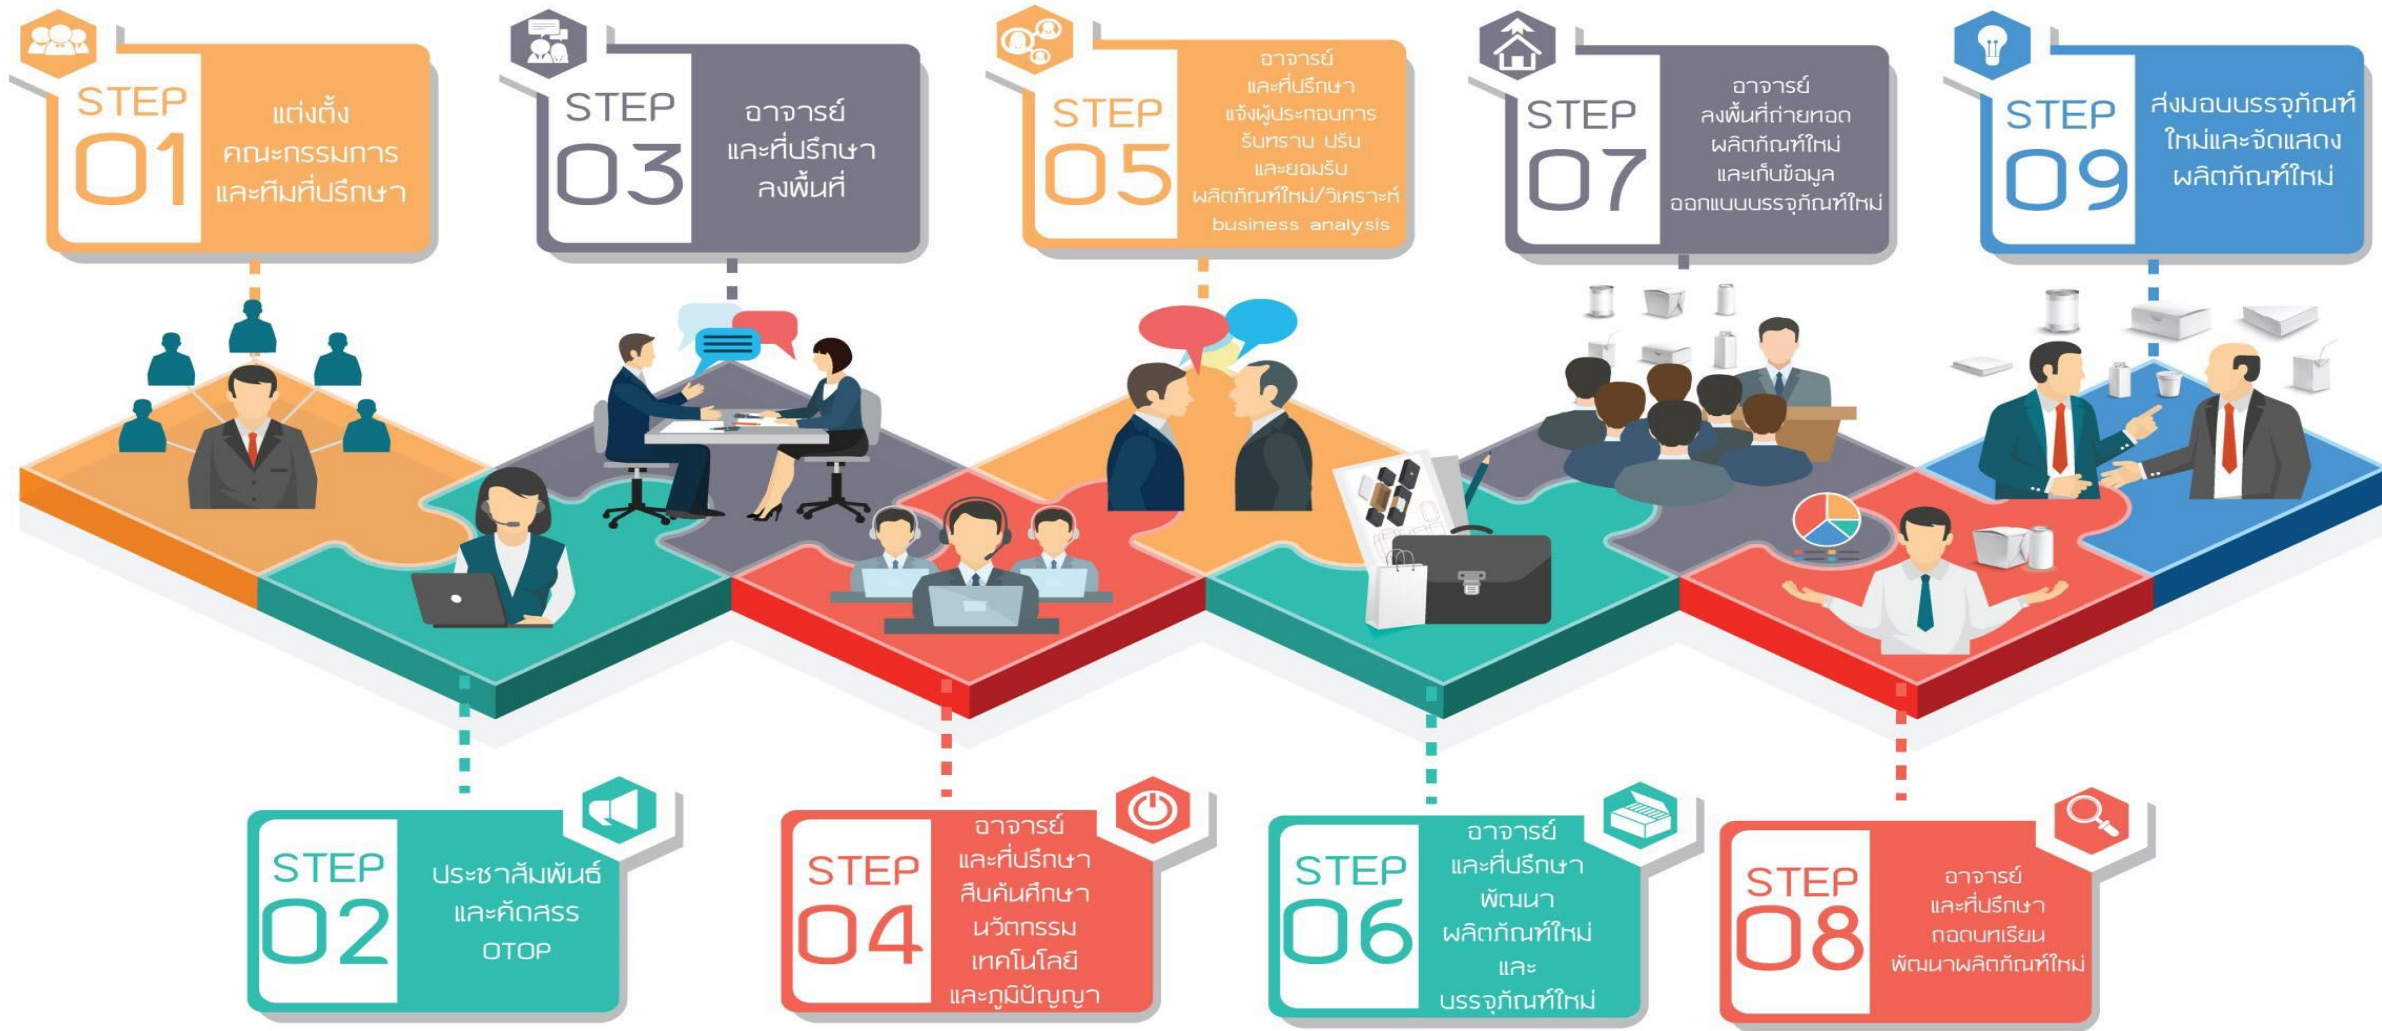 STEP
01
แต่งตั้ง
คณะกรรมการ
และทีมที่ปรึกษา
STEP
02
ประชาสัมพันธ์
และคัดสรร
OTOP
STEP
03
อาจารย์
และที่ปรึกษา
ลงพื้นที่
STEP
04
อาจารย์
และที่ปรึกษา
สืบค้นศึกษา
นวัตกรรม
เทคโนโลยี
และภูมิปัญญา
STEP
05
อาจารย์
และที่ปรึกษา
แจ้งผู้ประกอบการ
รับทราบ ปรับ
และยอมรับ
ผลิตภัณฑ์ใหม่/วิเคราะห์
business analysis
STEP
06
อาจารย์
และที่ปรึกษา
พัฒนา
ผลิตภัณฑ์ใหม่
และ
บรรจุภัณฑ์ใหม่
STEP
07
อาจารย์
ลงพื้นที่ถ่ายทอด
ผลิตภัณฑ์ใหม่
และเก็บข้อมูล
ออกแบบบรรจุภัณฑ์ใหม่
STEP
08
อาจารย์
และที่ปรึกษา
ถอดบทเรียน
พัฒนาผลิตภัณฑ์ใหม่
STEP
09
ส่งมอบบรรจุภัณฑ์
ใหม่และจัดแสดง
ผลิตภัณฑ์ใหม่